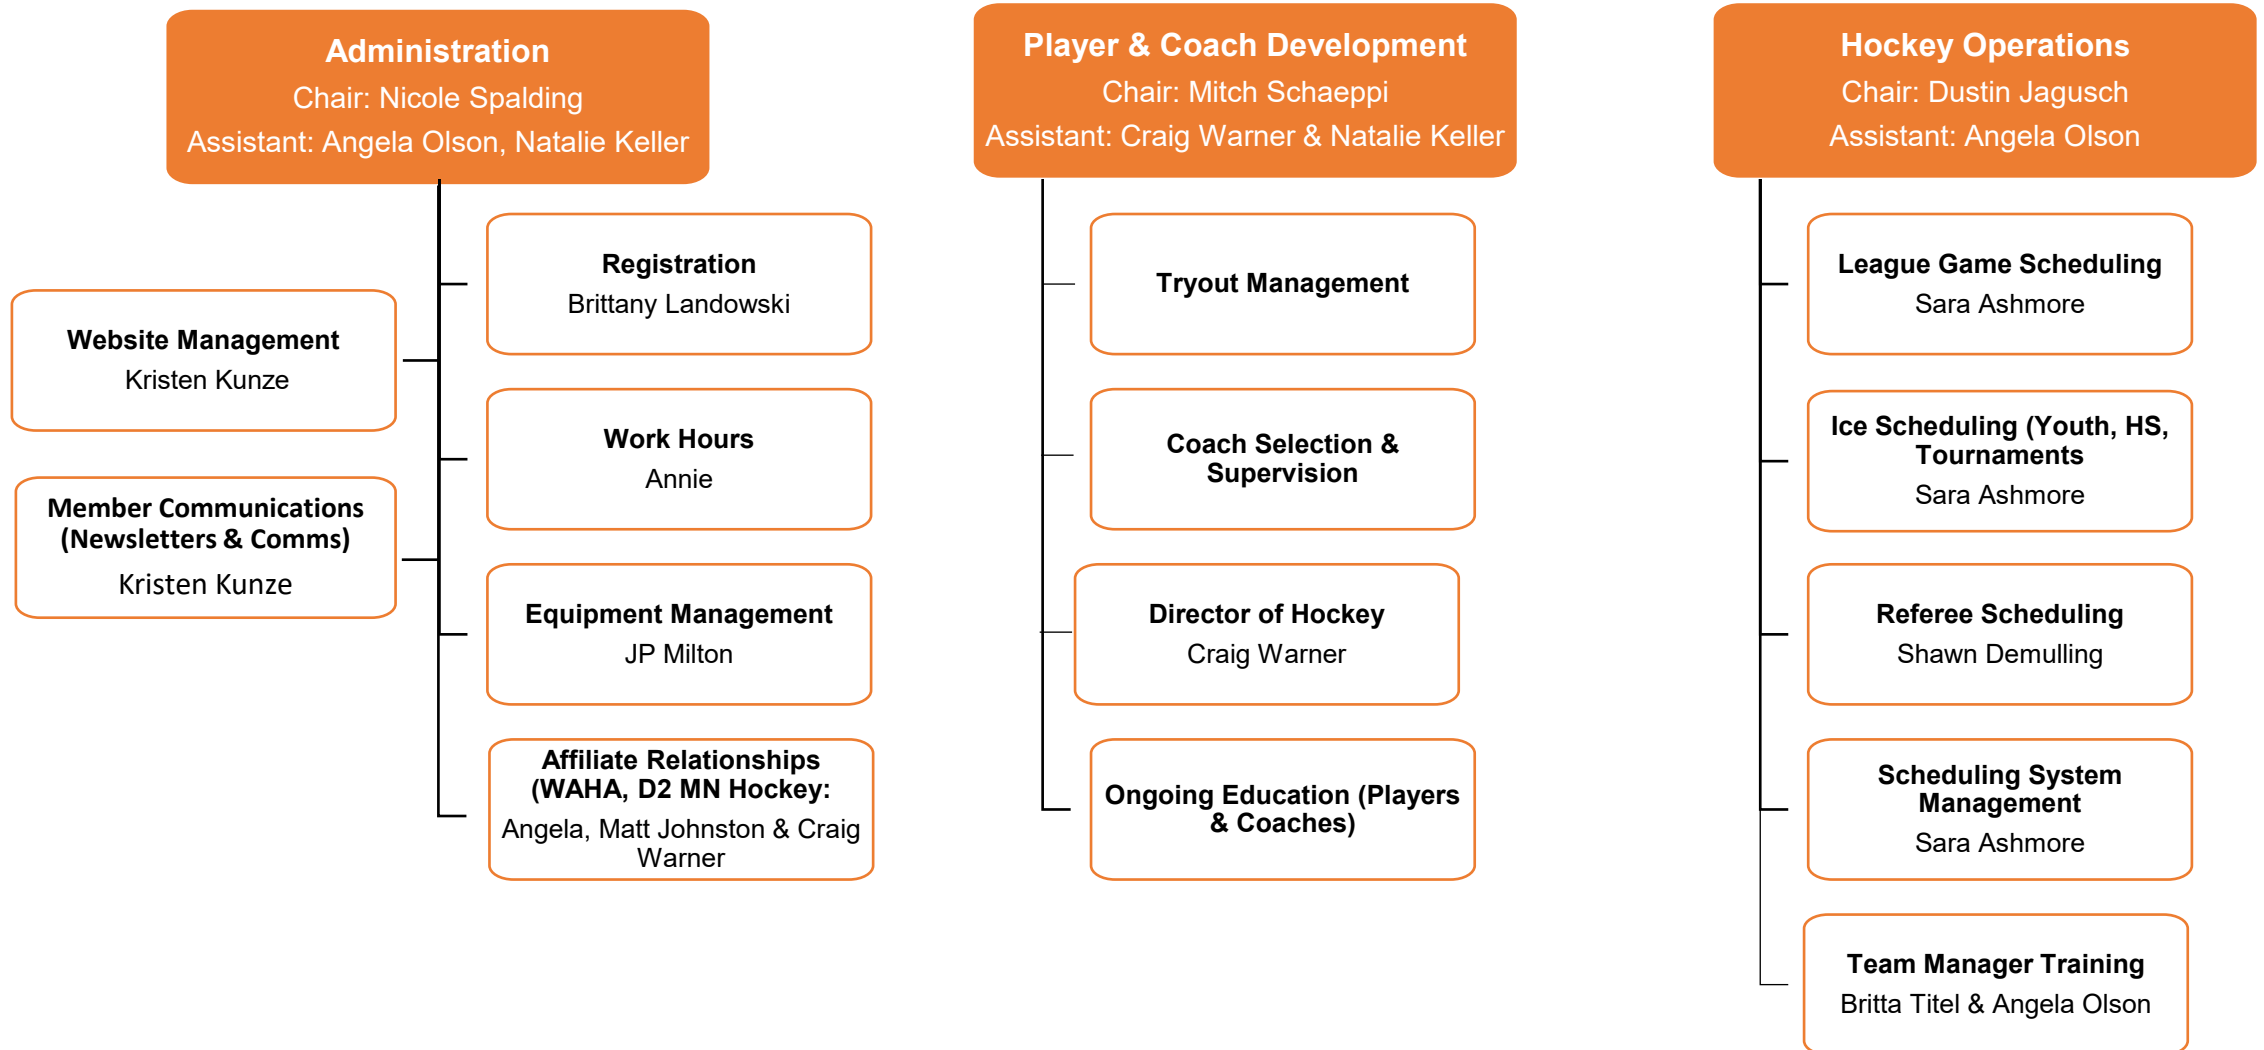 Administration
Chair: Nicole Spalding
Assistant: Angela Olson, Natalie Keller
Website Management
Kristen Kunze
Member Communications
(Newsletters & Comms)
Kristen Kunze
Registration
Brittany Landowski
Work Hours
Annie
Equipment Management
JP Milton
Affiliate Relationships
(WAHA, D2 MN Hockey:
Angela, Matt Johnston & Craig
Warner
Player & Coach Development
Chair: Mitch Schaeppi
Assistant: Craig Warner & Natalie Keller
Tryout Management
Coach Selection &
Supervision
Director of Hockey
Craig Warner
Ongoing Education (Players
& Coaches)
Hockey Operations
Chair: Dustin Jagusch
Assistant: Angela Olson
League Game Scheduling
Sara Ashmore
Ice Scheduling (Youth, HS,
Tournaments
Sara Ashmore
Referee Scheduling
Shawn Demulling
Scheduling System
Management
Sara Ashmore
Team Manager Training
Britta Titel & Angela Olson